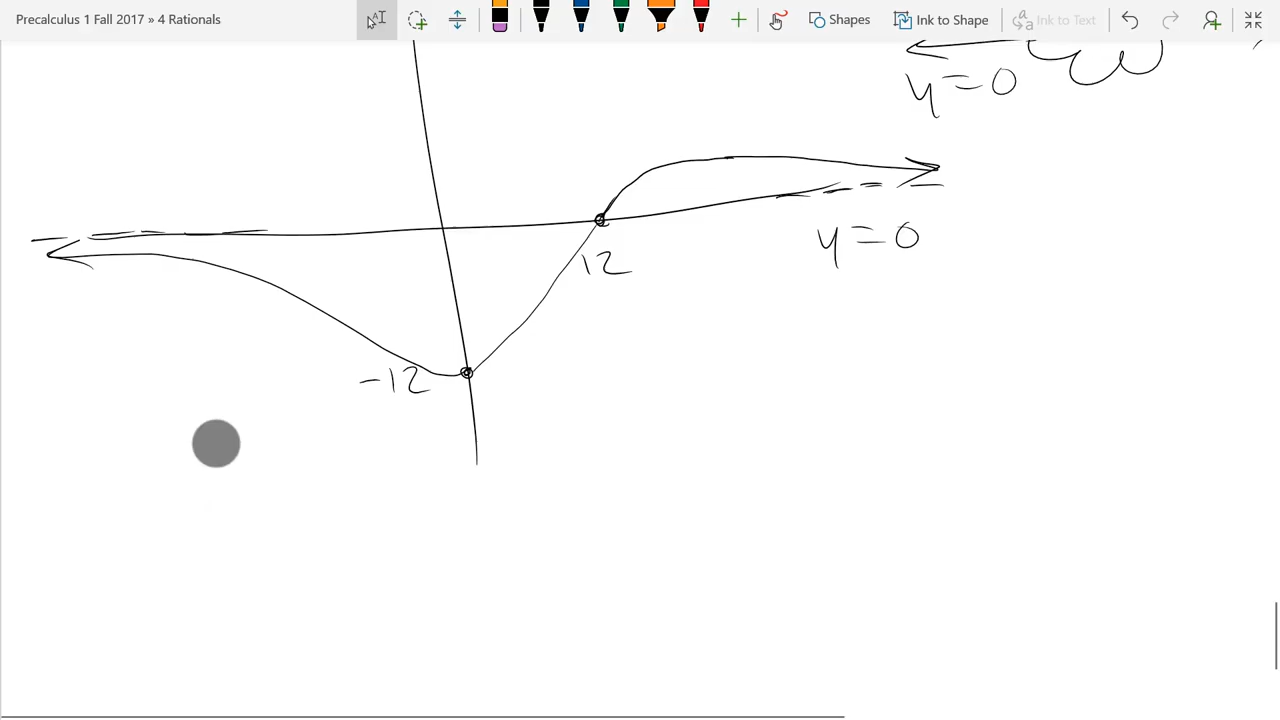 Precalculus 1 Fall 2017 » 4 Rationals
Shapes
Ink to Shape
Ink to Text
y=0
y=0
12
-12